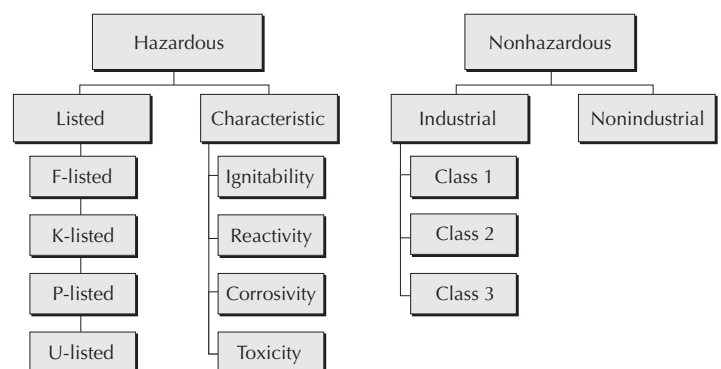 Hazardous
Nonhazardous
Listed
Characteristic
Industrial
Nonindustrial
F-listed
Ignitability
Class 1
K-listed
Reactivity
Class 2
P-listed
Corrosivity
Class 3
U-listed
Toxicity